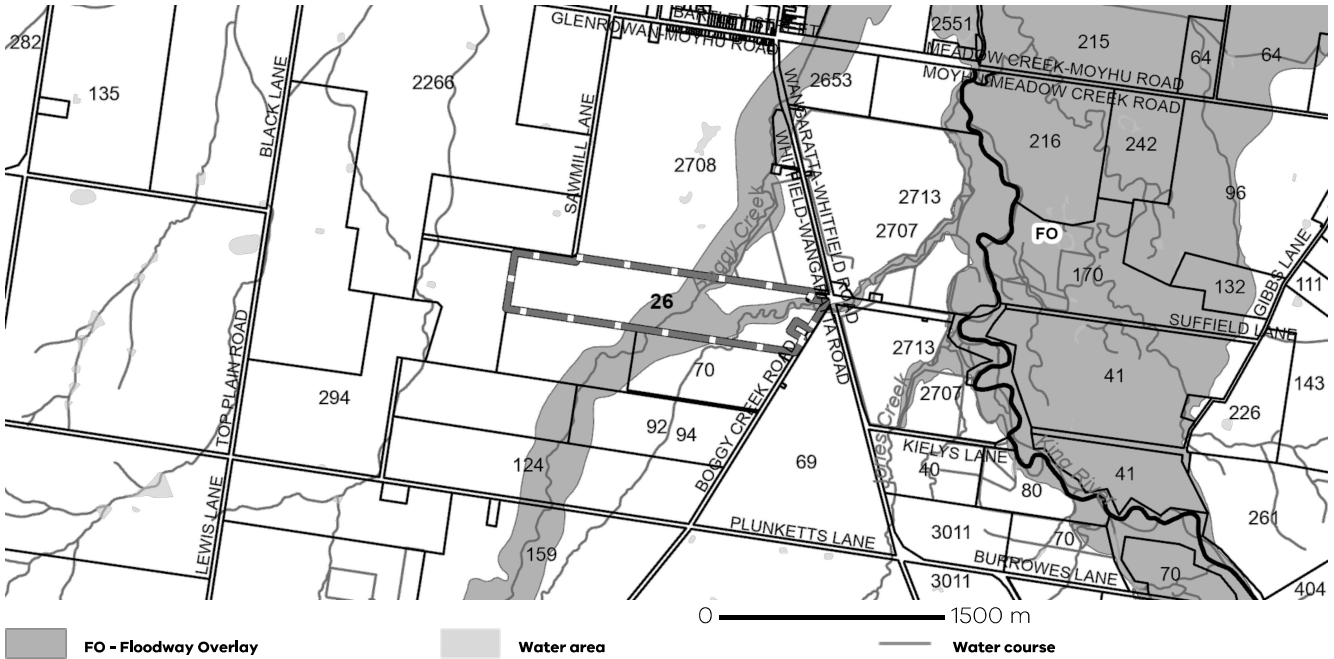 BARTLEY STREET
GLENROWAN-MOYHU ROAD
2551
215
64
64
282
MEADOW CREEK-MOYHU ROAD
MOYHU-MEADOW CREEK ROAD
135
2266
2653
BLACK LANE
SAWMILL LANE
WANGARATTA-WHITFIELD ROAD
WHITFIELD-WANGARATTA ROAD
216
242
2708
2713
96
2707
FO
Boggy Creek
GIBBS LANE
170
132
111
26
SUFFIELD LANE
TOP PLAIN ROAD
2713
70
41
143
294
2707
226
BOGGY CREEK ROAD
Jones Creek
92
94
KIELYS LANE
King River
124
69
40
41
80
261
LEWIS LANE
PLUNKETTS LANE
3011
70
159
BURROWES LANE
70
3011
404
0 1500 m
FO - Floodway Overlay
Water area
Water course